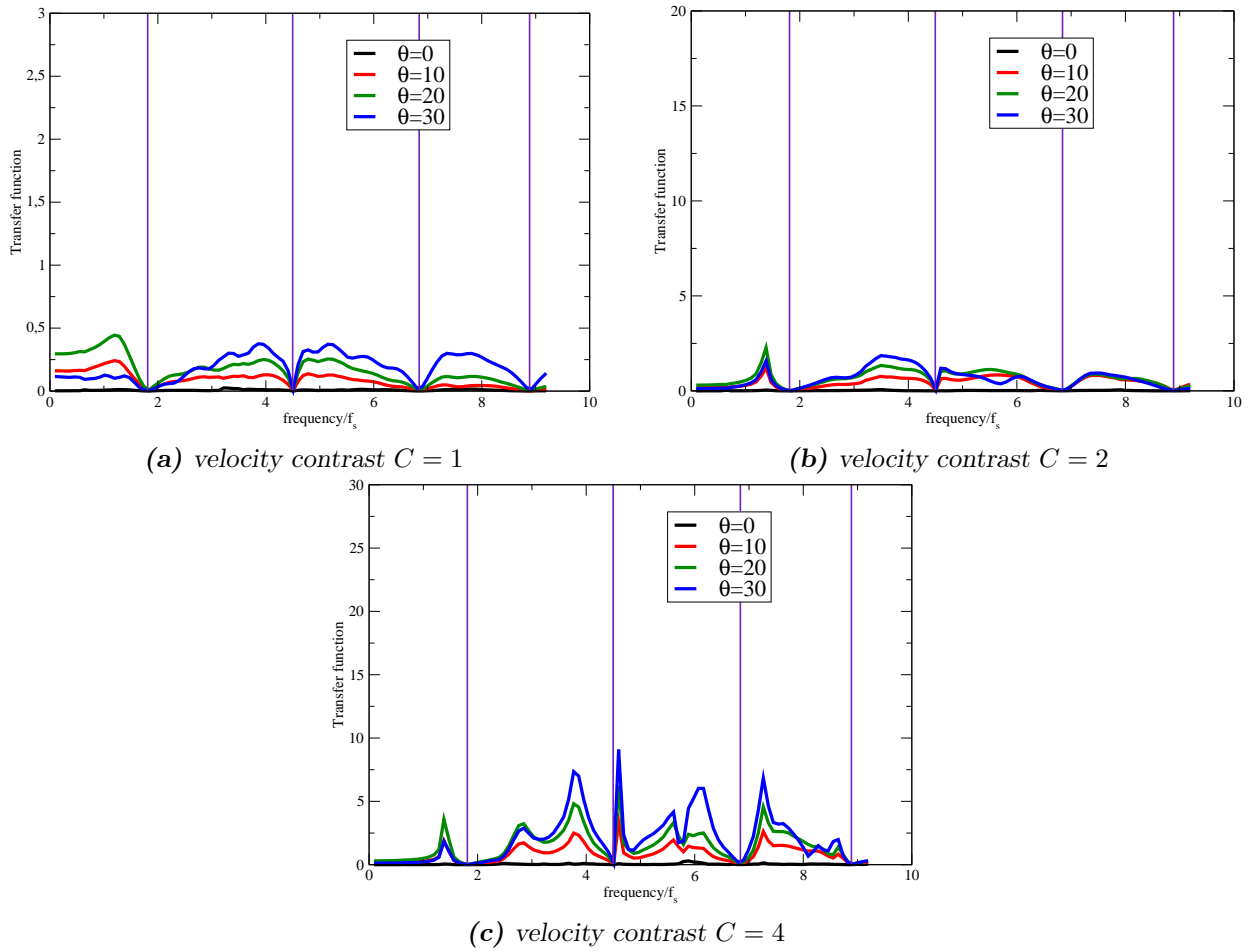 3
2,5
2
1,5
1
0,5
0
Transfer function
θ=0
θ=10
θ=20
θ=30
0 2 4 6 8 10
frequency/f_s
(a) velocity contrast C = 1
20
15
10
5
0
Transfer function
θ=0
θ=10
θ=20
θ=30
0 2 4 6 8 10
frequency/f_s
(b) velocity contrast C = 2
30
25
20
15
10
5
0
Transfer function
θ=0
θ=10
θ=20
θ=30
0 2 4 6 8 10
frequency/f_s
(c) velocity contrast C = 4